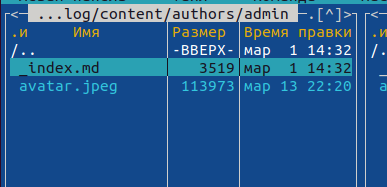 <─ ...log/content/authors/admin ─.[^]>
.и Имя Размер Время правки
/.. -ВВЕРХ- мар 1 14:32
_index.md 3519 мар 1 14:32
avatar.jpeg 113973 мар 13 22:20